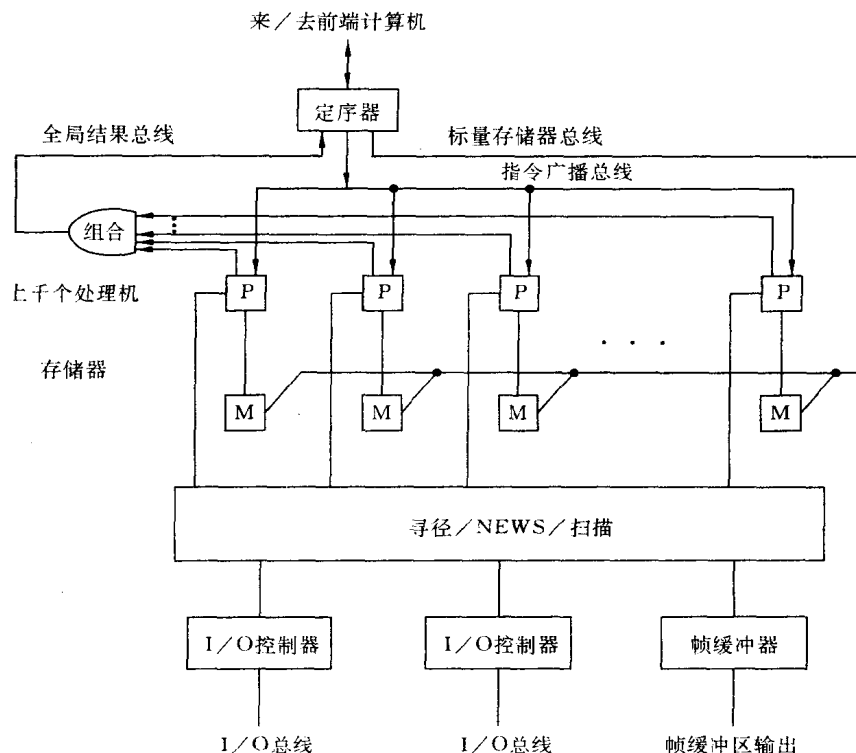 来／去前端计算机
定序器
全局结果总线
标量存储器总线
指令广播总线
组合
上千个处理机
P
P
P
P
· · ·
存储器
M
M
M
M
寻径／NEWS／扫描
I／O控制器
I／O控制器
帧缓冲器
I／O总线
I／O总线
帧缓冲区输出